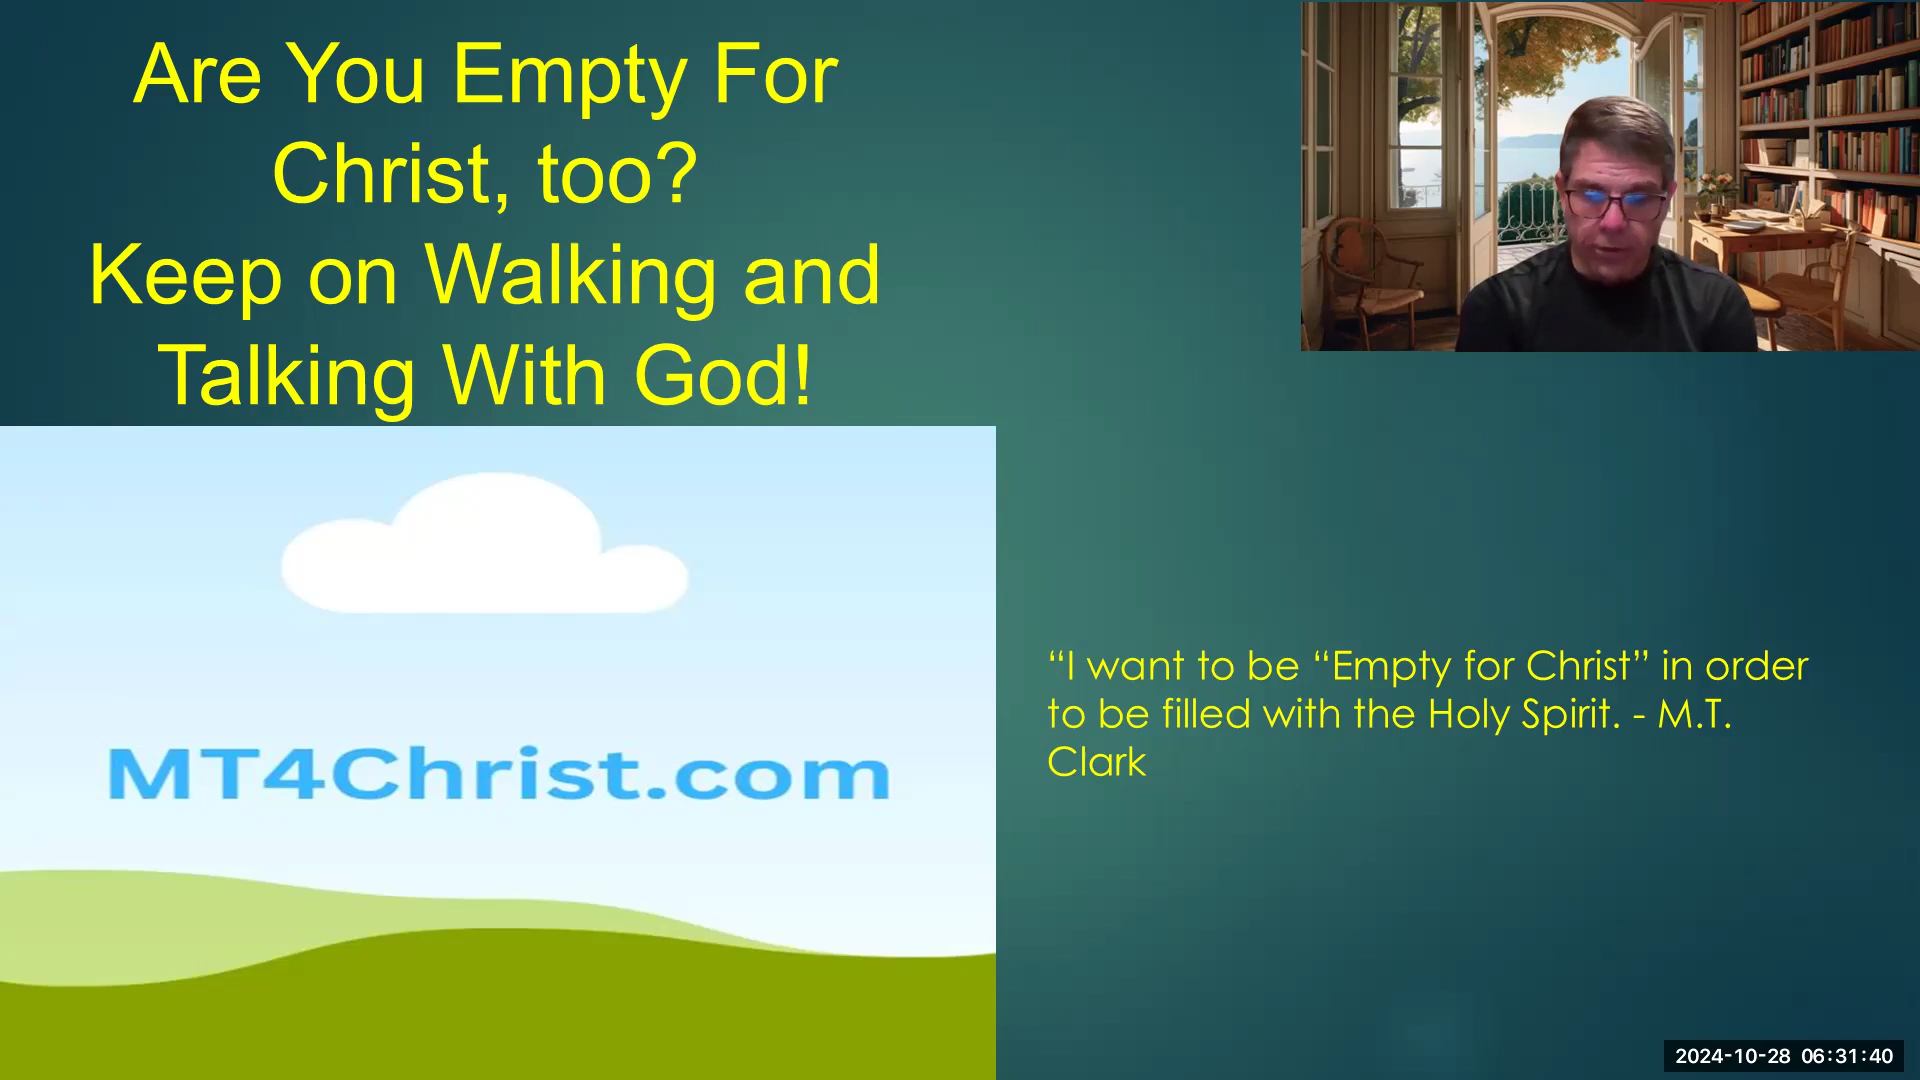 Are You Empty For
Christ, too?
Keep on Walking and
Talking With God!
MT4Christ.com
“I want to be “Empty for Christ” in order
to be filled with the Holy Spirit. - M.T.
Clark
2024-10-28 06:31:40